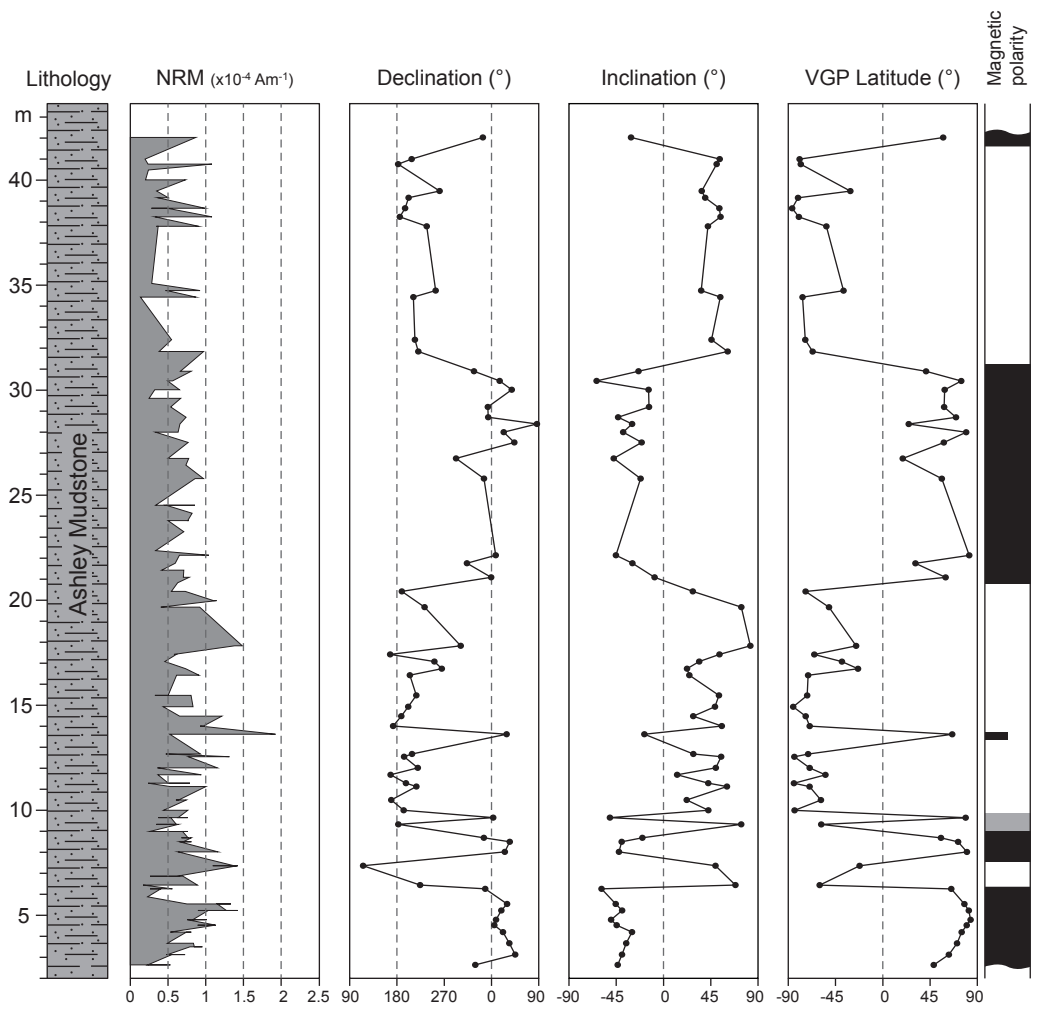 Magnetic
polarity
Lithology NRM (x10-4 Am-1) Declination (°) Inclination (°) VGP Latitude (°)
m
40
35
30
25
20
15
10
5
Ashley Mudstone
0 0.5 1 1.5 2 2.5 90 180 270 0 90 -90 -45 0 45 90 -90 -45 0 45 90